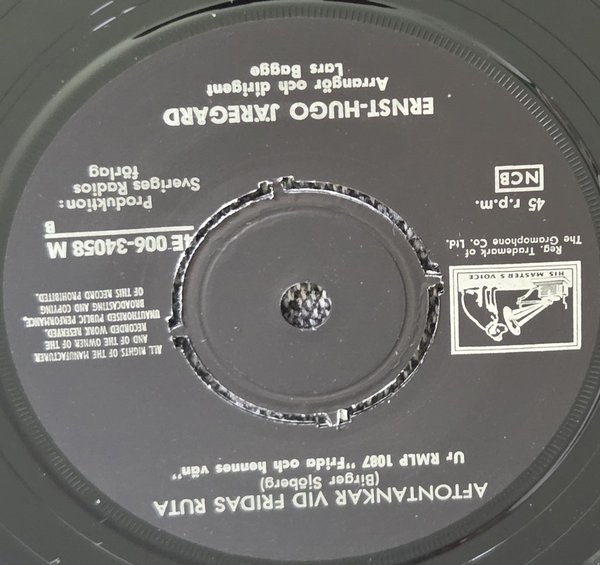 AFTONTANKAR VID FRIDAS RUTA
(Birger Sjöberg)
Ur RMLP 1087 "Frida och hennes vän"
HIS MASTER'S VOICE
Reg. Trademark of
The Gramophone Co. Ltd.
45 r.p.m.
NCB
ALL RIGHTS OF THE MANUFACTURER
AND OF THE OWNER OF THE
RECORDED WORK RESERVED.
UNAUTHORISED PUBLIC PERFORMANCE,
BROADCASTING AND COPYING
OF THIS RECORD PROHIBITED.
4E 006-34058 M
B
Produktion:
Sveriges Radios
förlag
ERNST-HUGO JÄREGÅRD
Arrangör och dirigent
Lars Bagge